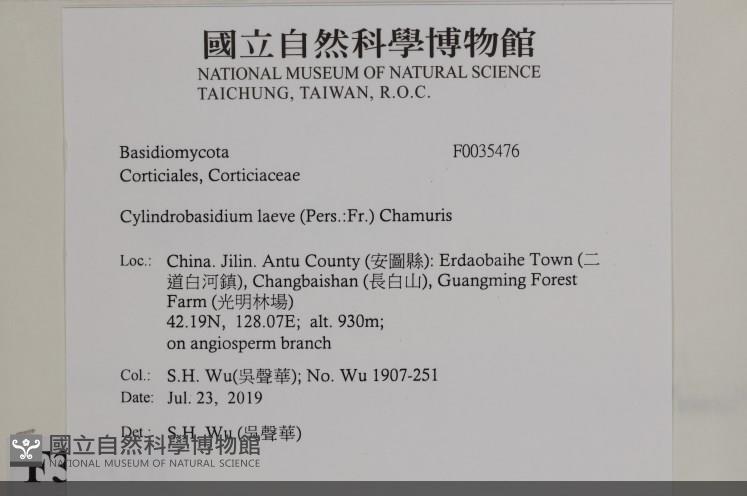 國立自然科學博物館
NATIONAL MUSEUM OF NATURAL SCIENCE
TAICHUNG, TAIWAN, R.O.C.
Basidiomycota F0035476
Corticiales, Corticiaceae
Cylindrobasidium laeve (Pers.:Fr.) Chamuris
Loc.: China. Jilin. Antu County (安圖縣): Erdaobaihe Town (二
道白河鎮), Changbaishan (長白山), Guangming Forest
Farm (光明林場)
42.19N, 128.07E; alt. 930m;
on angiosperm branch
Col.: S.H. Wu(吳聲華); No. Wu 1907-251
Date: Jul. 23, 2019
Det.: S.H. Wu (吳聲華)
國立自然科學博物館
NATIONAL MUSEUM OF NATURAL SCIENCE